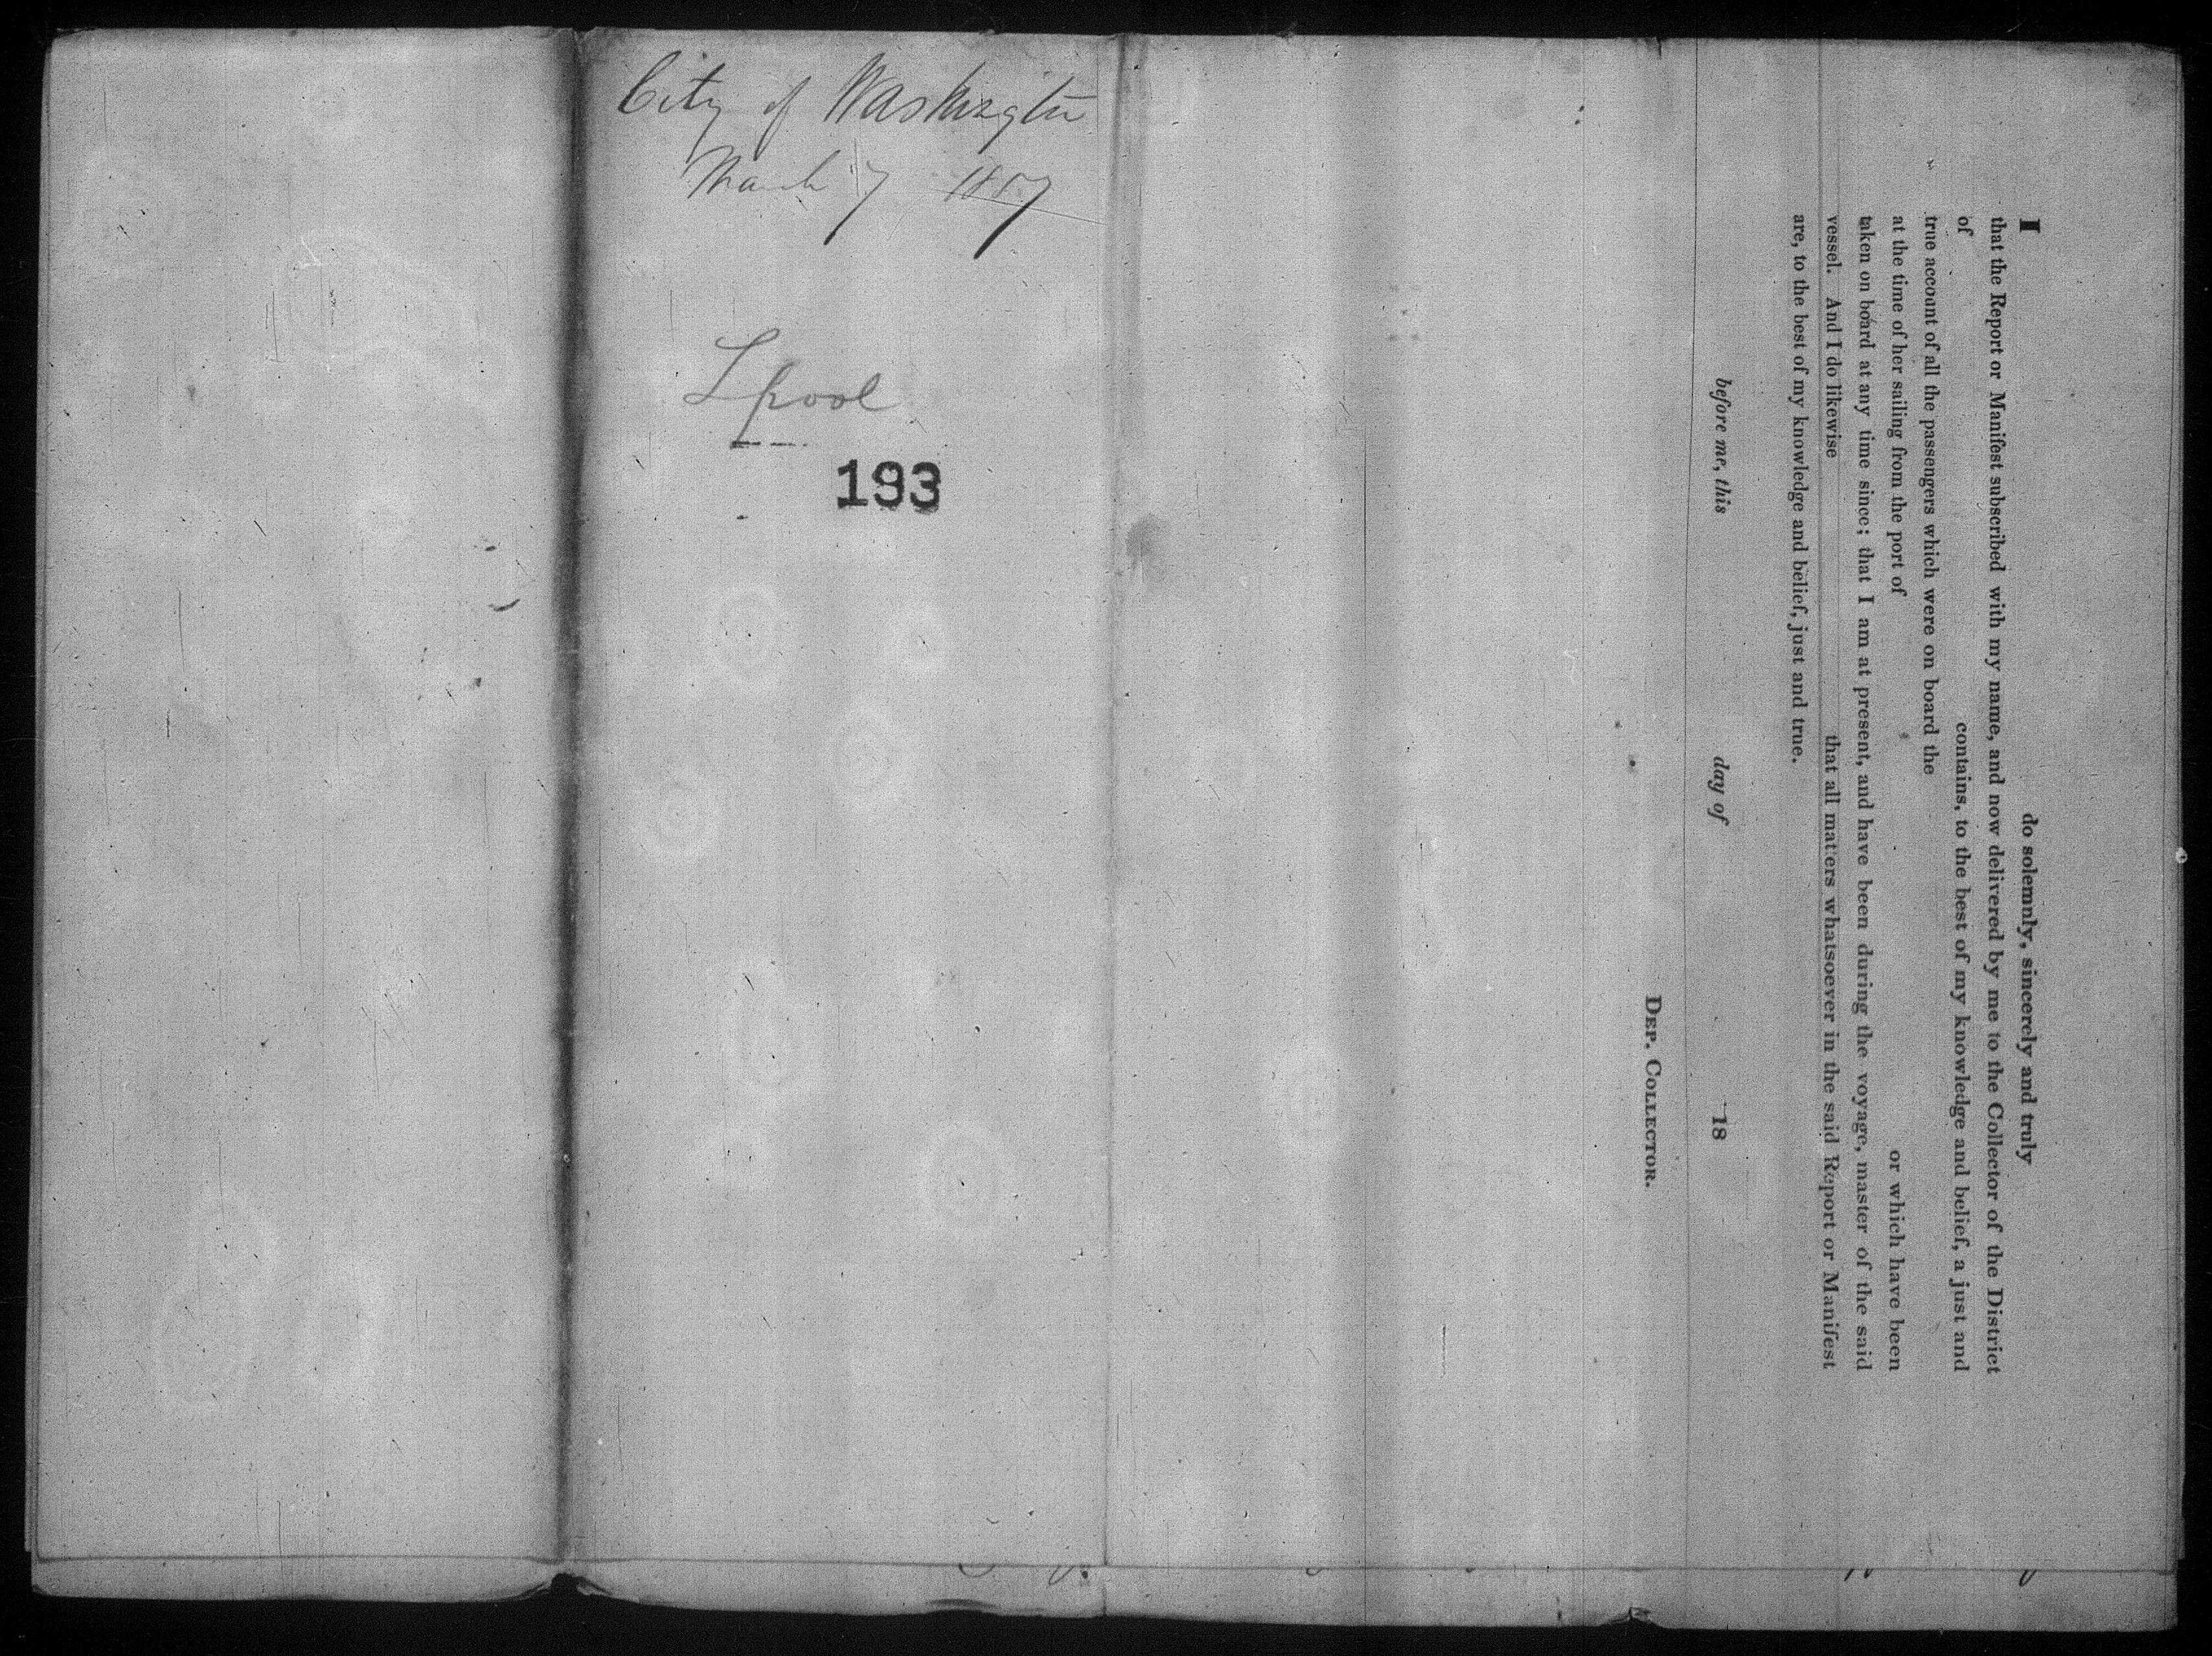 City of Washington
March 7 1857
Lpool
193
I do solemnly, sincerely and truly
that the Report or Manifest subscribed with my name, and now delivered by me to the Collector of the District
of contains, to the best of my knowledge and belief, a just and
true account of all the passengers which were on board the
at the time of her sailing from the port of or which have been
taken on board at any time since; that I am at present, and have been during the voyage, master of the said
vessel. And I do likewise that all matters whatsoever in the said Report or Manifest
are, to the best of my knowledge and belief, just and true.
before me, this day of 18
DEP. COLLECTOR.